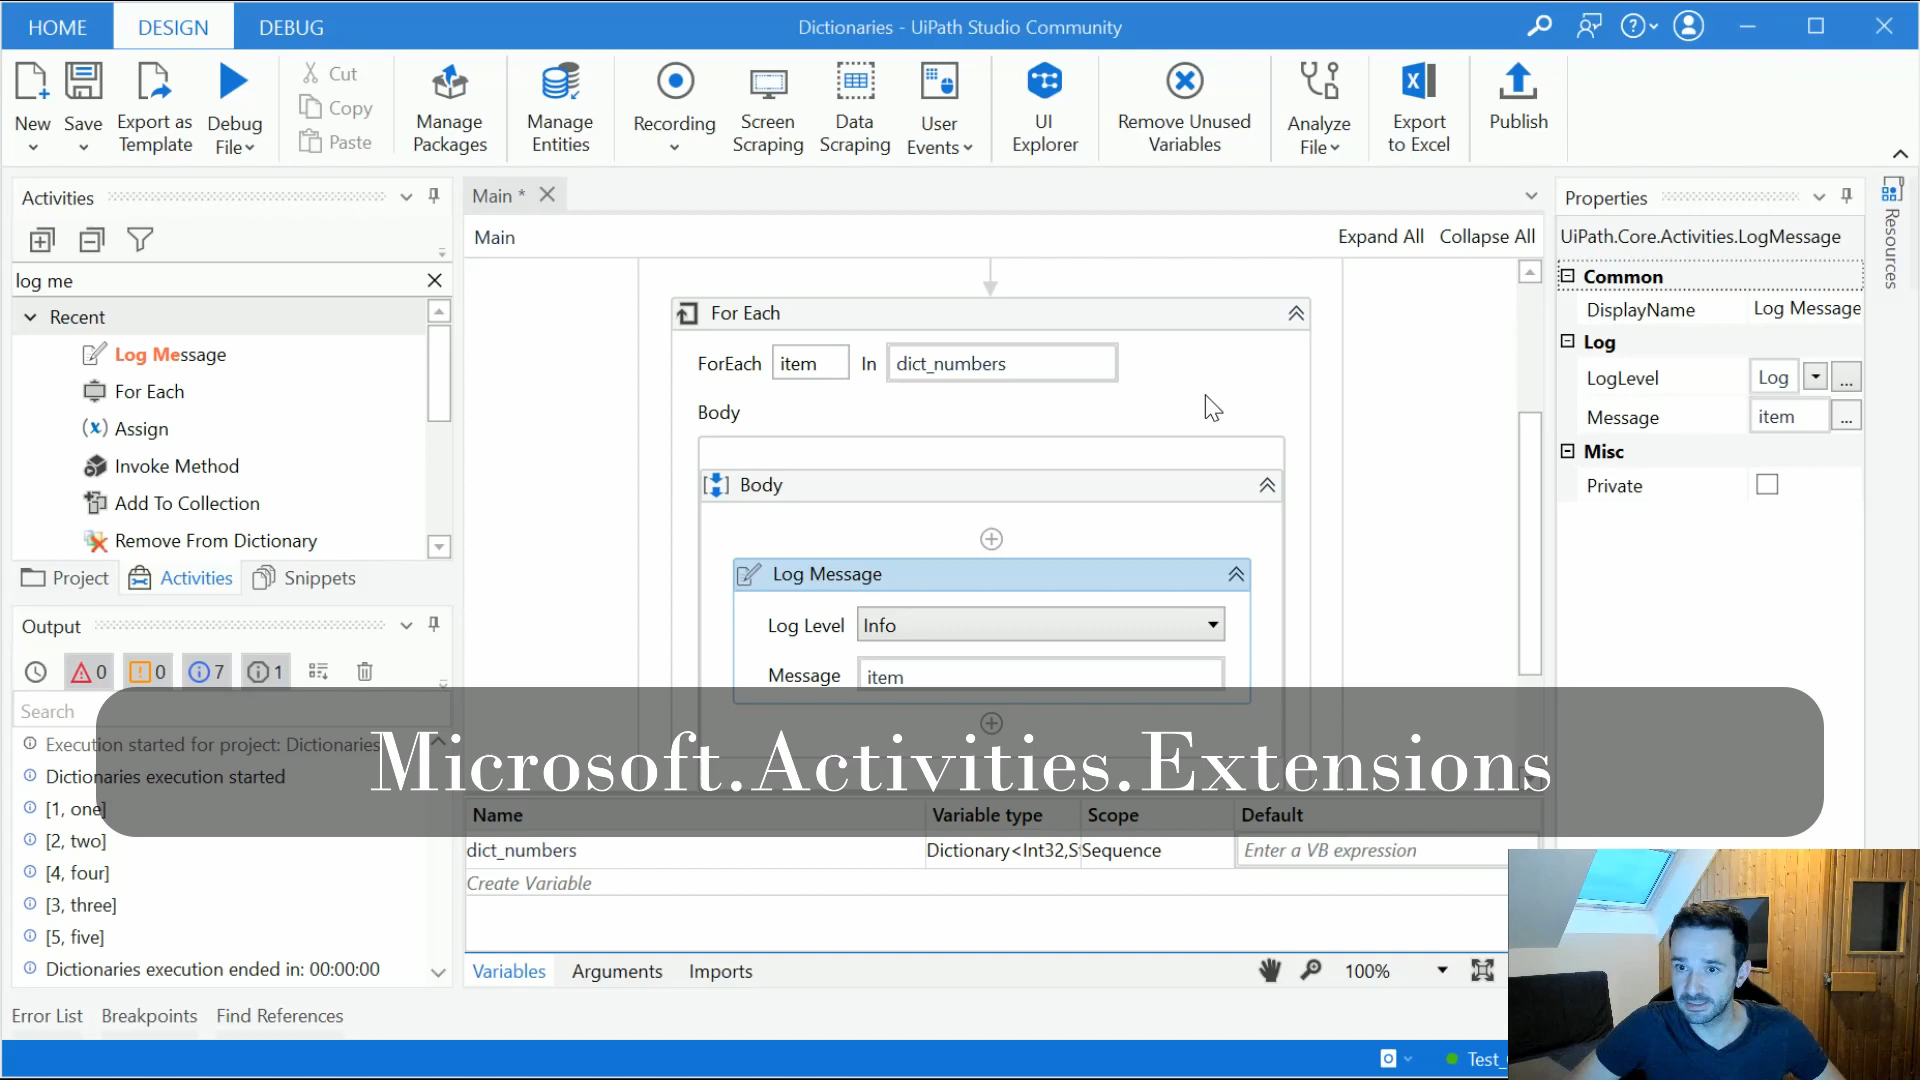 HOME
DESIGN
DEBUG
Dictionaries - UiPath Studio Community
New
Save
Export as
Template
Debug
File
Cut
Copy
Paste
Manage
Packages
Manage
Entities
Recording
Screen
Scraping
Data
Scraping
User
Events
UI
Explorer
Remove Unused
Variables
Analyze
File
Export
to Excel
Publish
Activities
log me
Recent
Log Message
For Each
Assign
Invoke Method
Add To Collection
Remove From Dictionary
Project
Activities
Snippets
Output
0
0
7
1
Search
Execution started for project: Dictionaries
Dictionaries execution started
[1, one]
[2, two]
[4, four]
[3, three]
[5, five]
Dictionaries execution ended in: 00:00:00
Error List
Breakpoints
Find References
Main *
Main
Expand All
Collapse All
For Each
ForEach
item
In
dict_numbers
Body
Body
Log Message
Log Level
Info
Message
item
Microsoft.Activities.Extensions
Name
Variable type
Scope
Default
dict_numbers
Dictionary<Int32,S
Sequence
Enter a VB expression
Create Variable
Variables
Arguments
Imports
100%
Properties
UiPath.Core.Activities.LogMessage
Common
DisplayName
Log Message
Log
LogLevel
Log
...
Message
item
...
Misc
Private
Resources
Test_